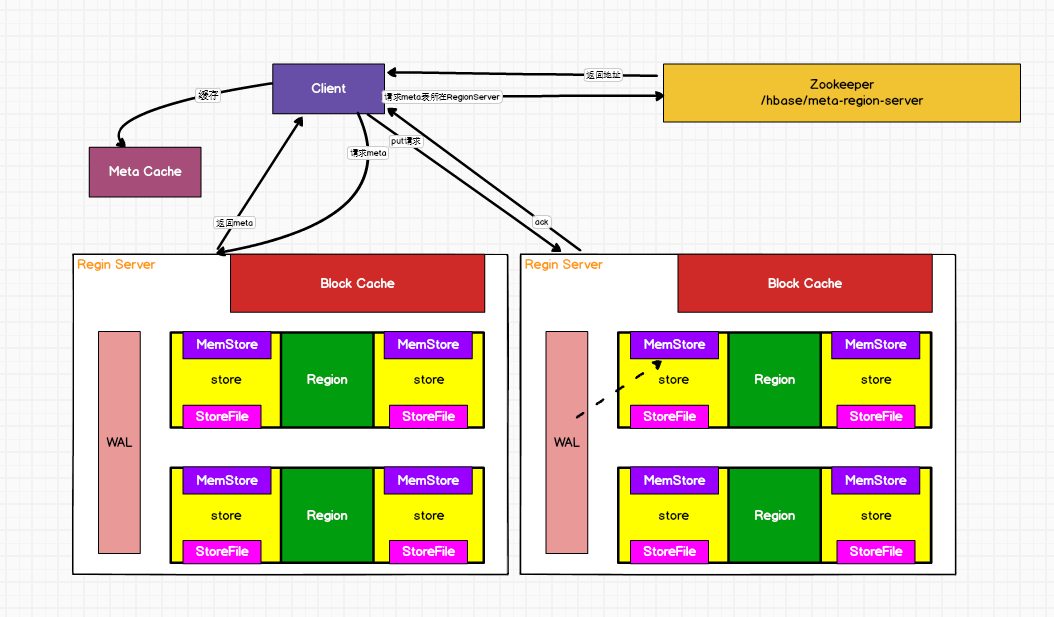 返回地址
Client
Zookeeper
/hbase/meta-region-server
缓存
请求meta表所在RegionServer
put请求
请求meta
Meta Cache
返回meta
ack
Regin Server
Block Cache
MemStore
MemStore
store
Region
store
StoreFile
StoreFile
WAL
MemStore
MemStore
store
Region
store
StoreFile
StoreFile
Regin Server
Block Cache
MemStore
MemStore
store
Region
store
StoreFile
StoreFile
WAL
MemStore
MemStore
store
Region
store
StoreFile
StoreFile